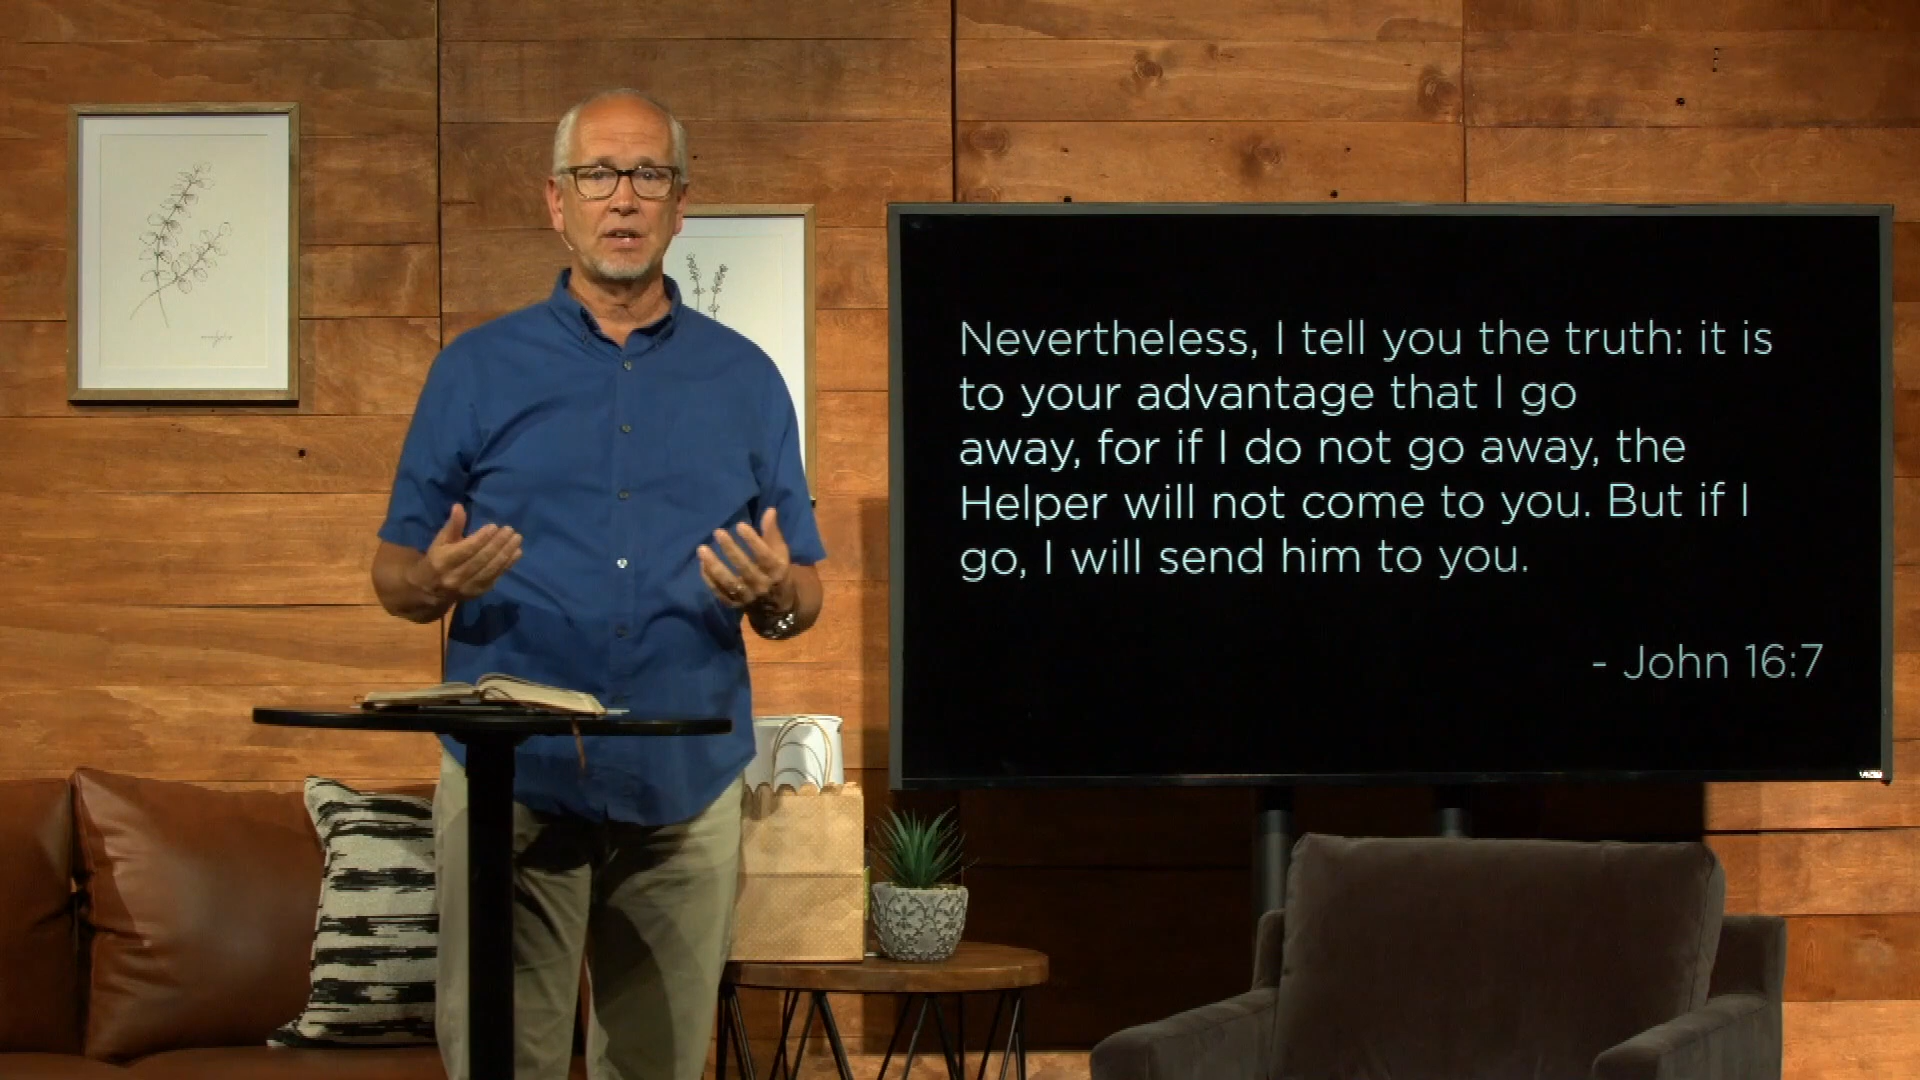 Nevertheless, I tell you the truth: it is
to your advantage that I go
away, for if I do not go away, the
Helper will not come to you. But if I
go, I will send him to you.
- John 16:7
VIZIO